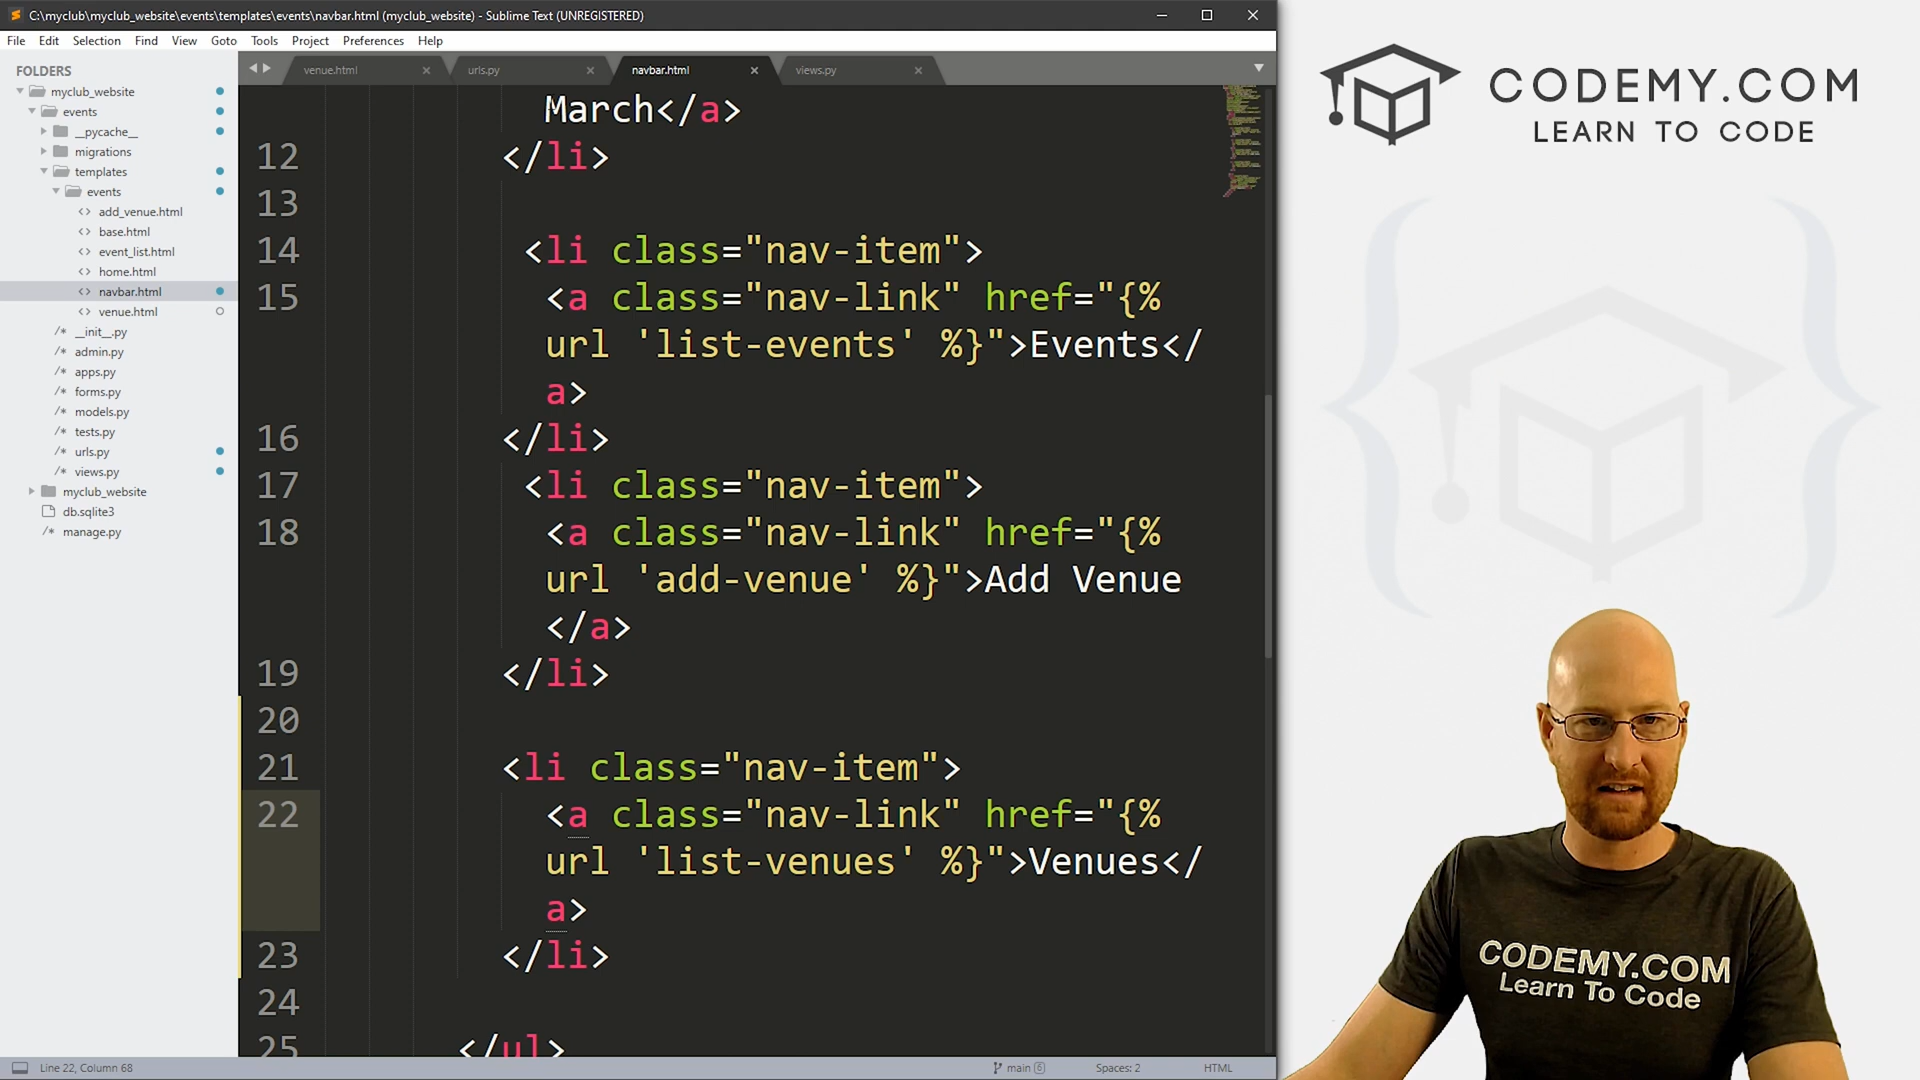 C:\myclub\myclub_website\events\templates\events\navbar.html (myclub_website) - Sublime Text (UNREGISTERED)
File Edit Selection Find View Goto Tools Project Preferences Help
FOLDERS
myclub_website
events
__pycache__
migrations
templates
events
add_venue.html
base.html
event_list.html
home.html
navbar.html
venue.html
__init__.py
admin.py
apps.py
forms.py
models.py
tests.py
urls.py
views.py
myclub_website
db.sqlite3
manage.py
venue.html urls.py navbar.html views.py
March</a>
12 </li>
13
14 <li class="nav-item">
15 <a class="nav-link" href="{%
url 'list-events' %}">Events</
a>
16 </li>
17 <li class="nav-item">
18 <a class="nav-link" href="{%
url 'add-venue' %}">Add Venue
</a>
19 </li>
20
21 <li class="nav-item">
22 <a class="nav-link" href="{%
url 'list-venues' %}">Venues</
a>
23 </li>
24
25 </ul>
Line 22, Column 68 main 6 Spaces: 2 HTML
CODEMY.COM
LEARN TO CODE
CODEMY.COM
Learn To Code